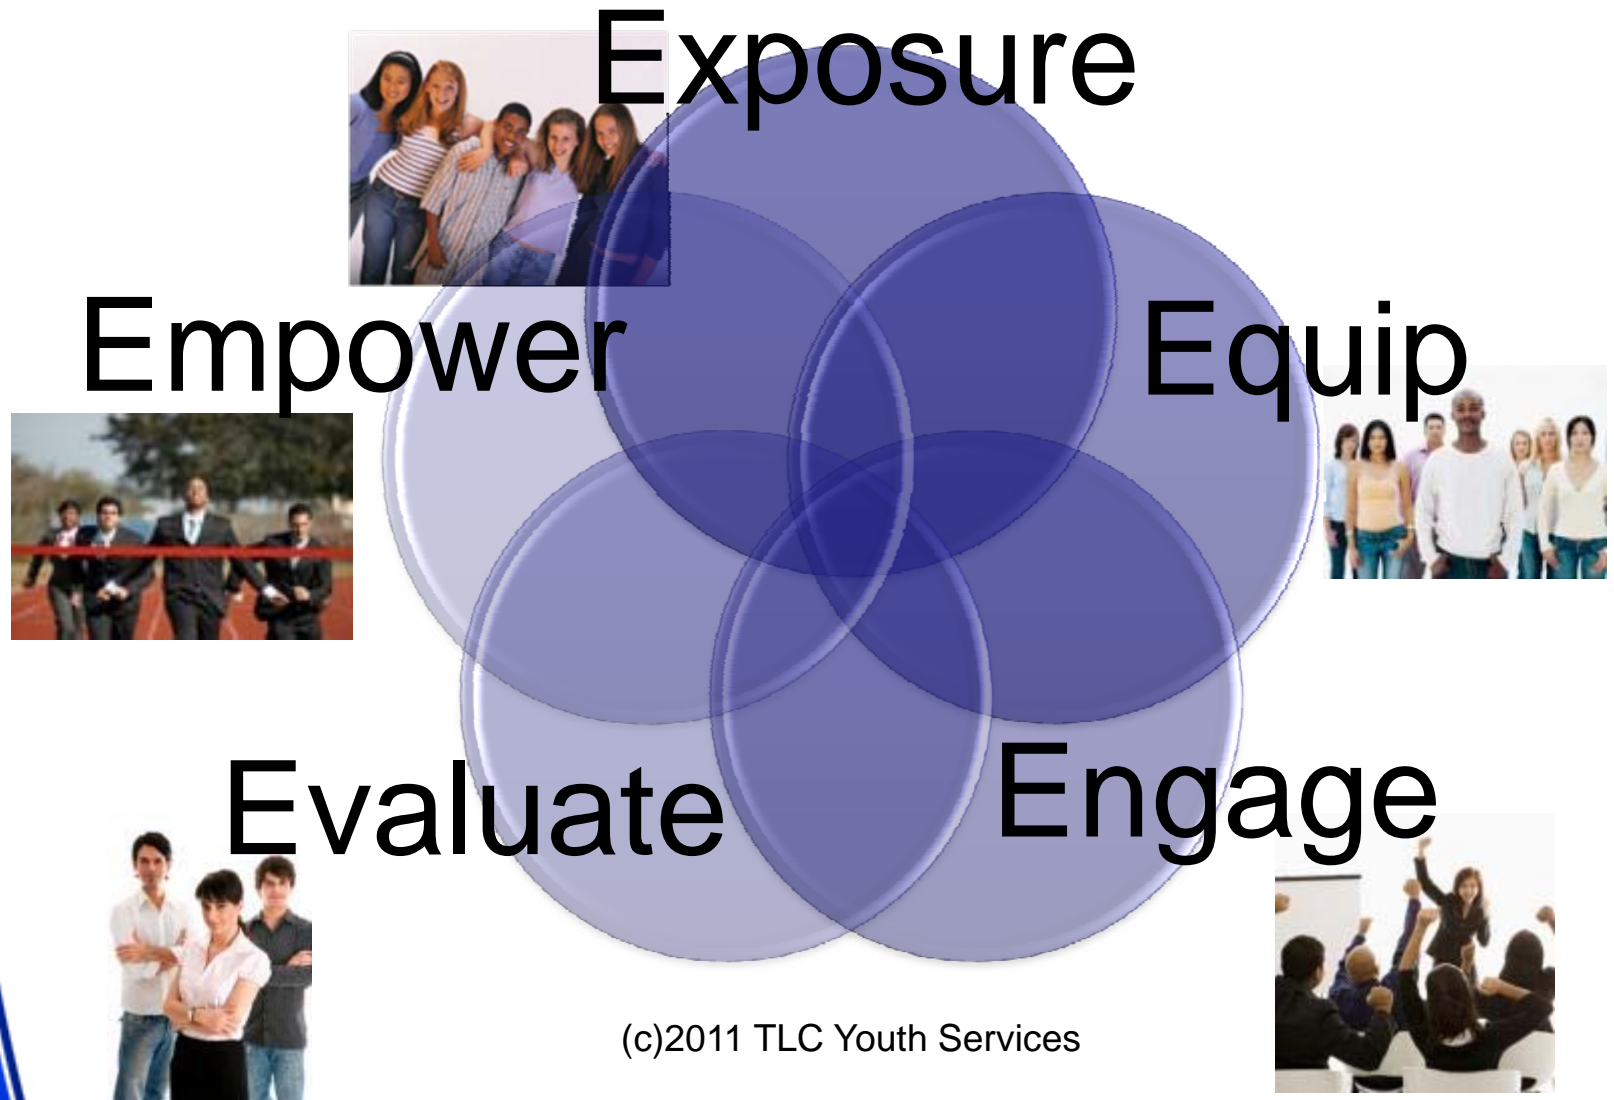 Exposure
Empower
Equip
Evaluate
Engage
(c)2011 TLC Youth Services